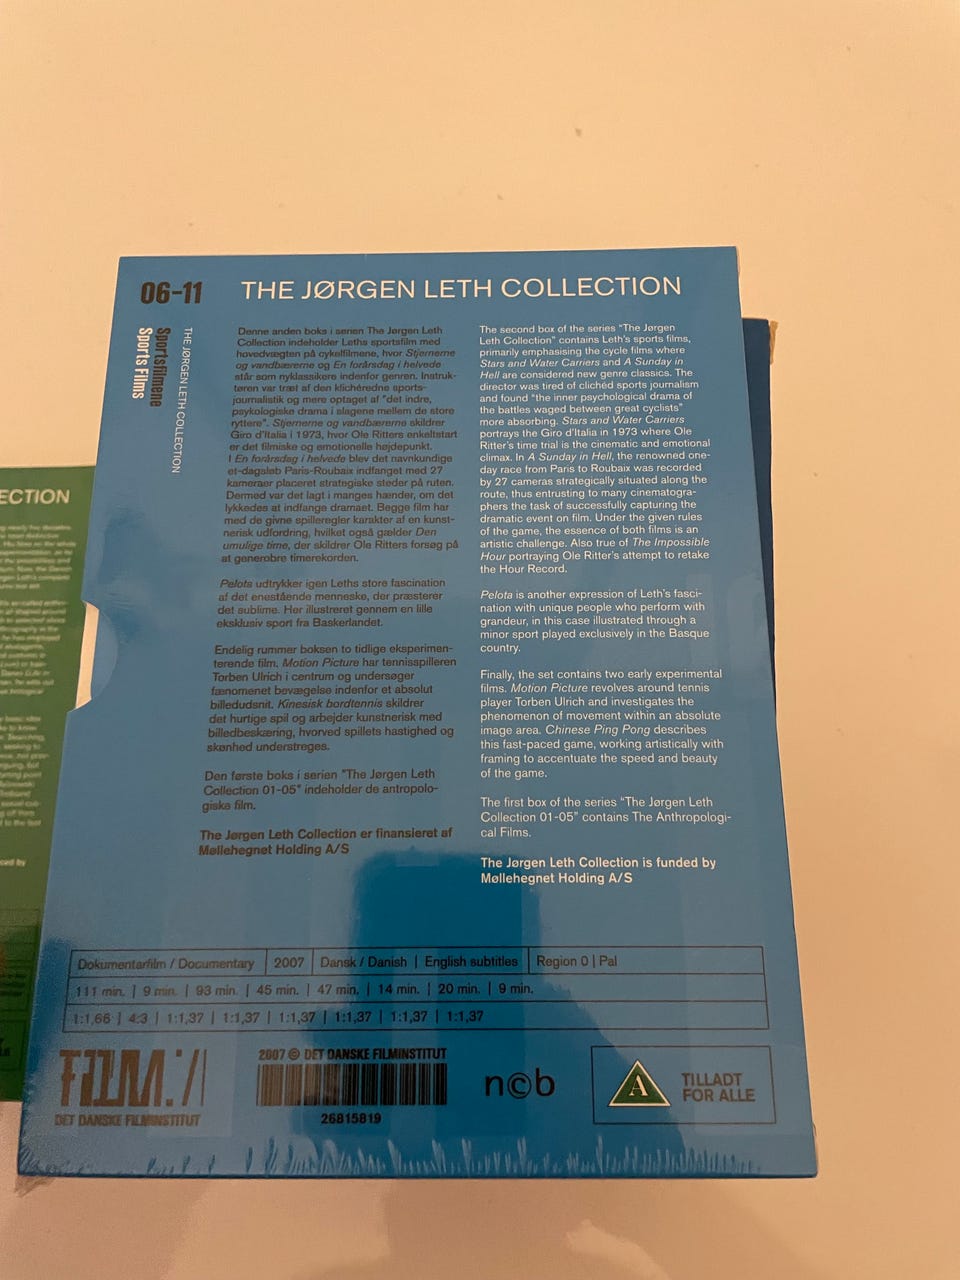 06-11
THE JØRGEN LETH COLLECTION
THE JØRGEN LETH COLLECTION
Sportsfilmene
Sports Films
Denne anden boks i serien The Jørgen Leth
Collection indeholder Leths sportsfilm med
hovedvægten på cykelfilmene, hvor Stjernerne
og vandbærerne og En forårsdag i helvede
står som nyklassikere indenfor genren. Instruk-
tøren var træt af den klichéredne sports-
journalistik og mere optaget af "det indre,
psykologiske drama i slagene mellem de store
ryttere". Stjernerne og vandbærerne skildrer
Giro d'Italia i 1973, hvor Ole Ritters enkeltstart
er det filmiske og emotionelle højdepunkt.
I En forårsdag i helvede blev det navnkundige
et-dagsløb Paris-Roubaix indfanget med 27
kameraer placeret strategiske steder på ruten.
Dermed var det lagt i manges hænder, om det
lykkedes at indfange dramaet. Begge film har
med de givne spilleregler karakter af en kunst-
nerisk udfordring, hvilket også gælder Den
umulige time, der skildrer Ole Ritters forsøg på
at generobre timerekorden.
Pelota udtrykker igen Leths store fascination
af det enestående menneske, der præsterer
det sublime. Her illustreret gennem en lille
eksklusiv sport fra Baskerlandet.
Endelig rummer boksen to tidlige eksperimen-
terende film. Motion Picture har tennisspilleren
Torben Ulrich i centrum og undersøger
fænomenet bevægelse indenfor et absolut
billedudsnit. Kinesisk bordtennis skildrer
det hurtige spil og arbejder kunstnerisk med
billedbeskæring, hvorved spillets hastighed og
skønhed understreges.
Den første boks i serien "The Jørgen Leth
Collection 01-05" indeholder de antropolo-
giske film.
The Jørgen Leth Collection er finansieret af
Møllehegnet Holding A/S
The second box of the series "The Jørgen
Leth Collection" contains Leth's sports films,
primarily emphasising the cycle films where
Stars and Water Carriers and A Sunday in
Hell are considered new genre classics. The
director was tired of clichéd sports journalism
and found "the inner psychological drama of
the battles waged between great cyclists"
more absorbing. Stars and Water Carriers
portrays the Giro d'Italia in 1973 where Ole
Ritter's time trial is the cinematic and emotional
climax. In A Sunday in Hell, the renowned one-
day race from Paris to Roubaix was recorded
by 27 cameras strategically situated along the
route, thus entrusting to many cinematogra-
phers the task of successfully capturing the
dramatic event on film. Under the given rules
of the game, the essence of both films is an
artistic challenge. Also true of The Impossible
Hour portraying Ole Ritter's attempt to retake
the Hour Record.
Pelota is another expression of Leth's fasci-
nation with unique people who perform with
grandeur, in this case illustrated through a
minor sport played exclusively in the Basque
country.
Finally, the set contains two early experimental
films. Motion Picture revolves around tennis
player Torben Ulrich and investigates the
phenomenon of movement within an absolute
image area. Chinese Ping Pong describes
this fast-paced game, working artistically with
framing to accentuate the speed and beauty
of the game.
The first box of the series "The Jørgen Leth
Collection 01-05" contains The Anthropologi-
cal Films.
The Jørgen Leth Collection is funded by
Møllehegnet Holding A/S
Dokumentarfilm / Documentary | 2007 | Dansk / Danish | English subtitles | Region 0 | Pal
111 min. | 9 min. | 93 min. | 45 min. | 47 min. | 14 min. | 20 min. | 9 min.
1:1,66 | 4:3 | 1:1,37 | 1:1,37 | 1:1,37 | 1:1,37 | 1:1,37 | 1:1,37
FILM
DET DANSKE FILMINSTITUT
2007 © DET DANSKE FILMINSTITUT
26815819
ncb
A
TILLADT
FOR ALLE
ECTION